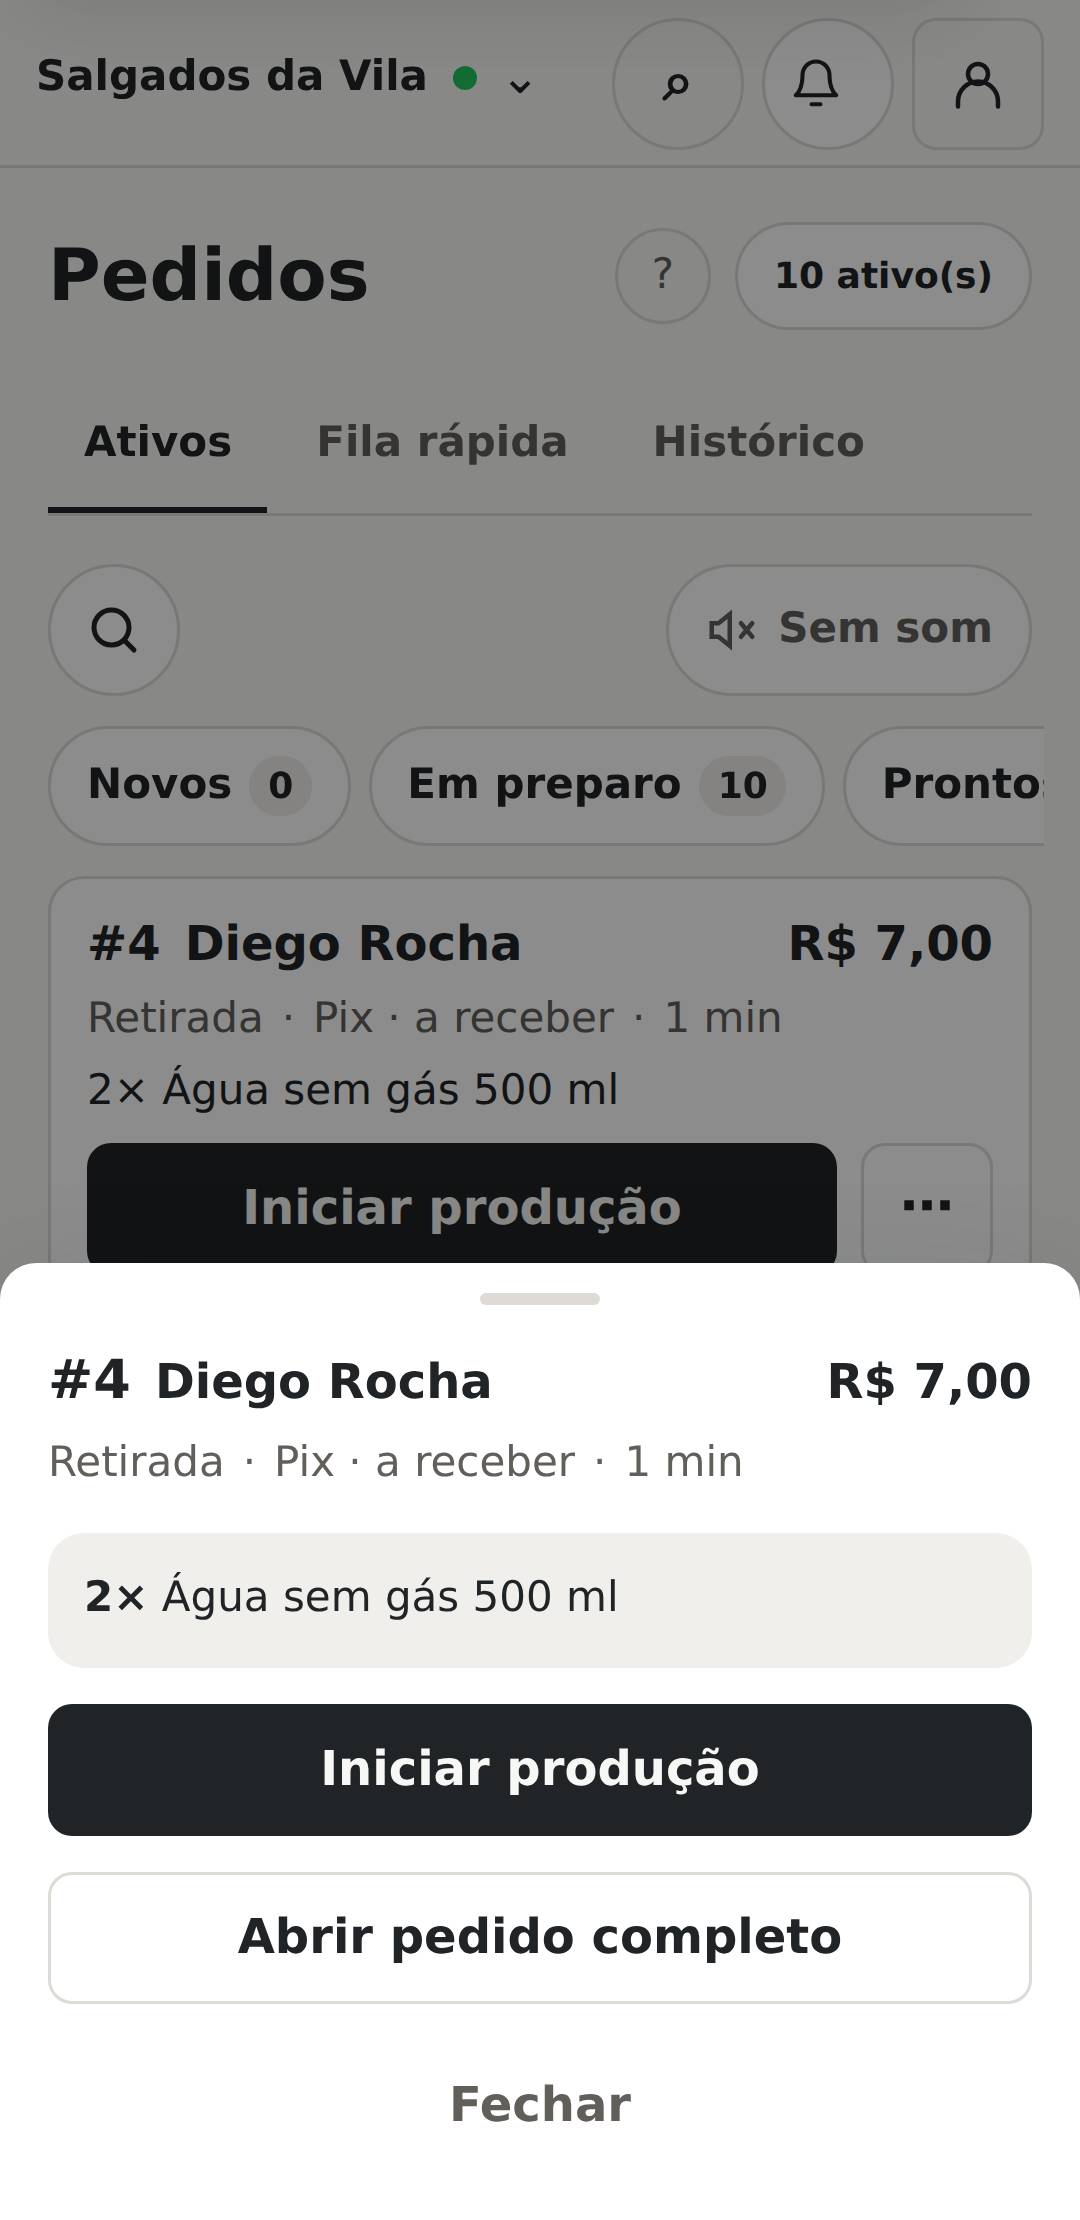 Salgados da Vila
Pedidos
?
10 ativo(s)
Ativos
Fila rápida
Histórico
Sem som
Novos 0
Em preparo 10
Prontos
#4 Diego Rocha R$ 7,00
Retirada · Pix · a receber · 1 min
2× Água sem gás 500 ml
Iniciar produção
...
#4 Diego Rocha R$ 7,00
Retirada · Pix · a receber · 1 min
2× Água sem gás 500 ml
Iniciar produção
Abrir pedido completo
Fechar